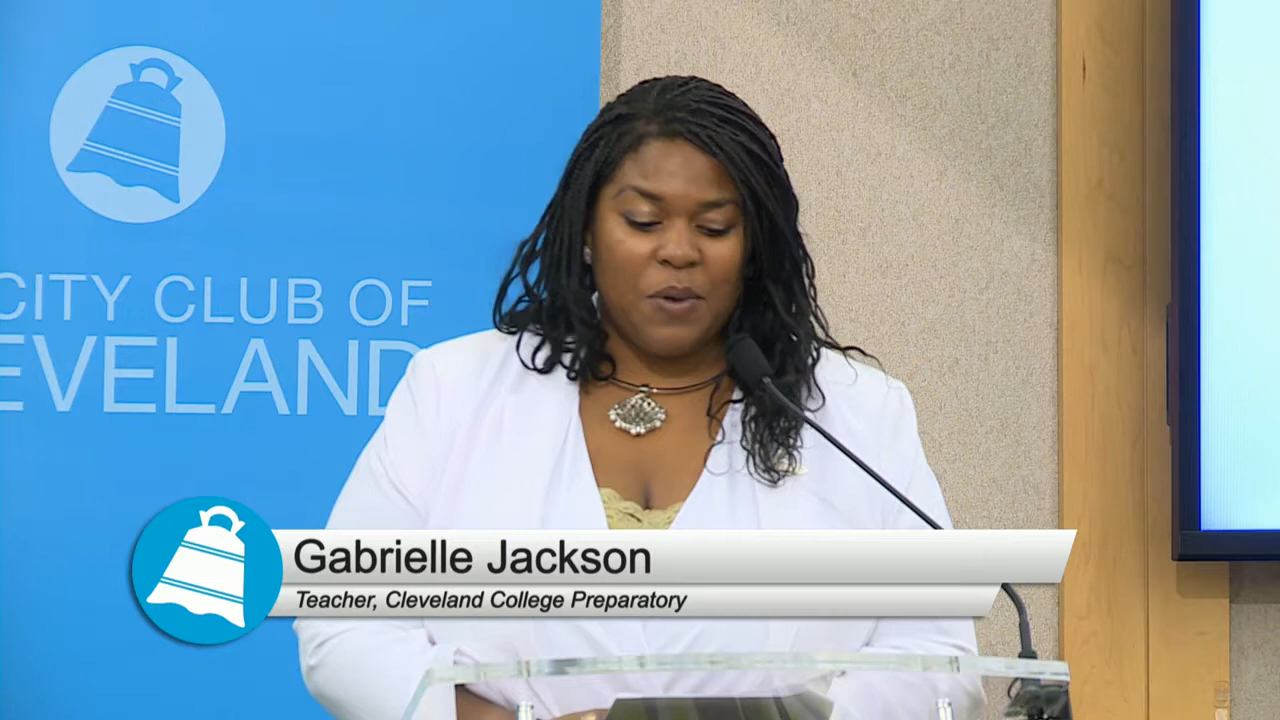 CITY CLUB OF
EVELAND
Gabrielle Jackson
Teacher, Cleveland College Preparatory